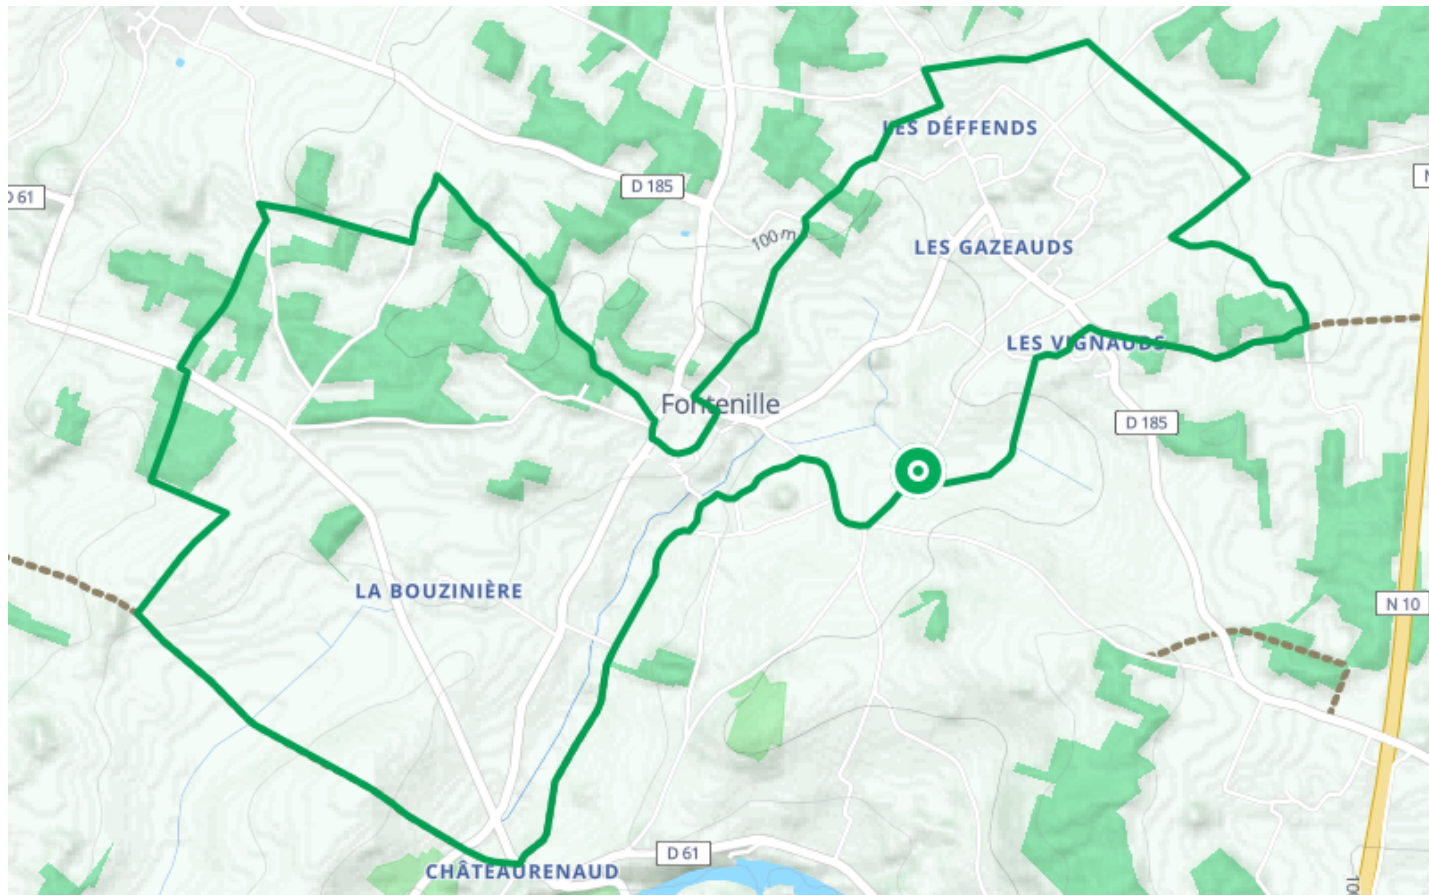 LES DÉFFENDS
D 185
D 61
100 m
LES GAZEAUDS
LES VIGNAUDS
Fontenille
D 185
LA BOUZINIÈRE
N 10
D 61
CHÂTEAURENAUD